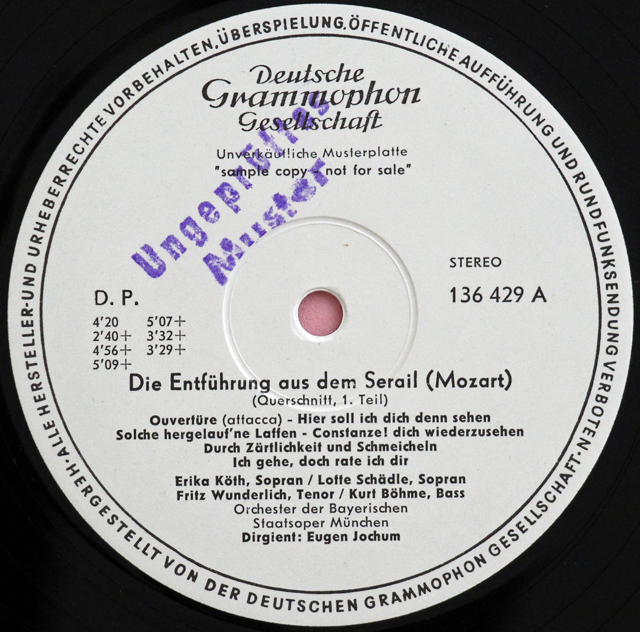 ALLE HERSTELLER-UND URHEBERRECHTE VORBEHALTEN, ÜBERSPIELUNG, ÖFFENTLICHE AUFFÜHRUNG UND RUNDFUNKSENDUNG VERBOTEN.
Deutsche
Grammophon
Gesellschaft
Unverkäufliche Musterplatte
"sample copy - not for sale"
Ungeprüftes
Muster
STEREO
136 429 A
D. P.
4'20 5'07+
2'40+ 3'32+
4'56+ 3'29+
5'09+
Die Entführung aus dem Serail (Mozart)
(Querschnitt, 1. Teil)
Ouvertüre (attacca) - Hier soll ich dich denn sehen
Solche hergelauf'ne Laffen - Constanze! dich wiederzusehen
Durch Zärtlichkeit und Schmeicheln
Ich gehe, doch rate ich dir
Erika Köth, Sopran / Lotte Schädle, Sopran
Fritz Wunderlich, Tenor / Kurt Böhme, Bass
Orchester der Bayerischen
Staatsoper München
Dirgient: Eugen Jochum
HERGESTELLT VON DER DEUTSCHEN GRAMMOPHON GESELLSCHAFT